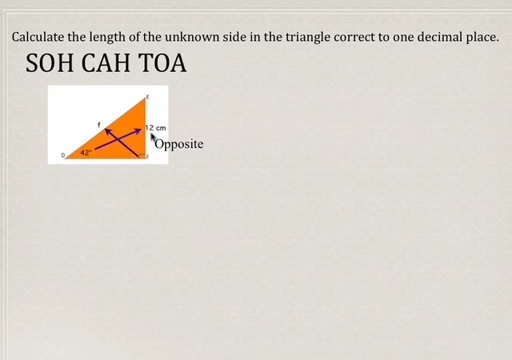 Calculate the length of the unknown side in the triangle correct to one decimal place.
SOH CAH TOA
f
12 cm
Opposite
D
42°